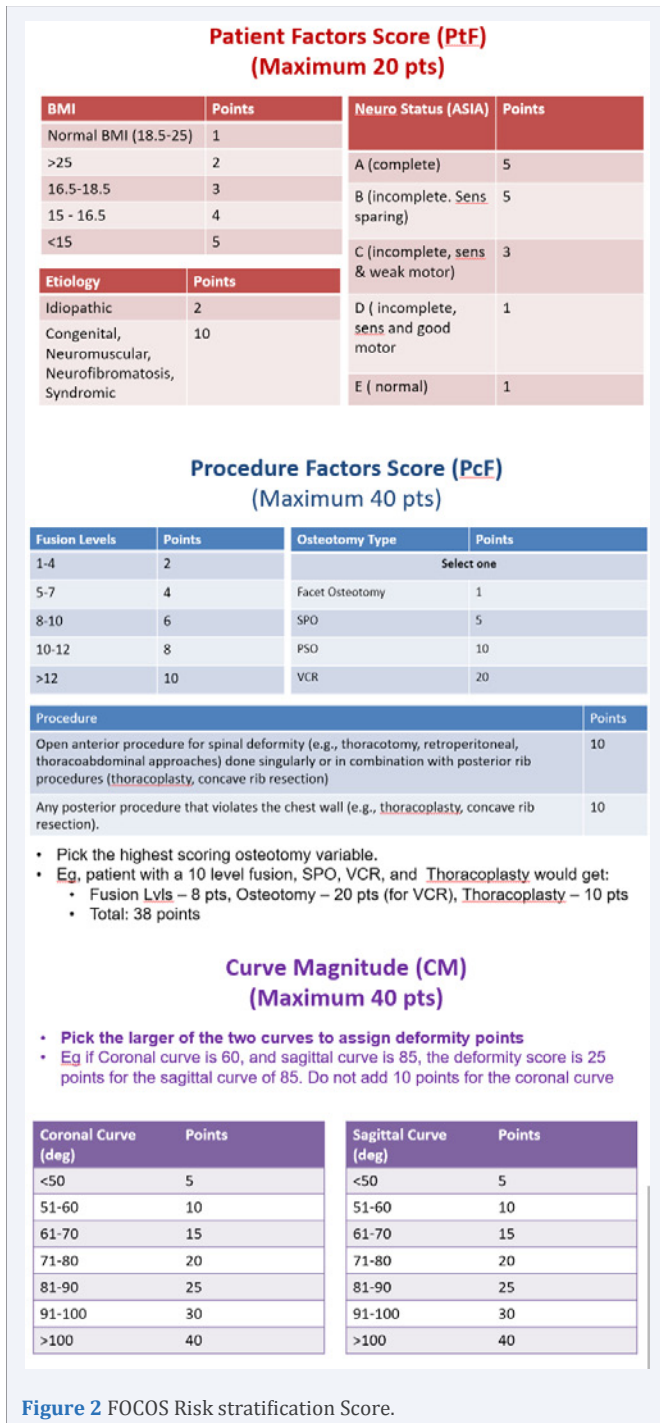 Patient Factors Score (PtF)
(Maximum 20 pts)
BMI Points
Normal BMI (18.5-25) 1
>25 2
16.5-18.5 3
15 - 16.5 4
<15 5
Etiology Points
Idiopathic 2
Congenital, 10
Neuromuscular,
Neurofibromatosis,
Syndromic
Neuro Status (ASIA) Points
A (complete) 5
B (incomplete. Sens 5
sparing)
C (incomplete, sens 3
& weak motor)
D ( incomplete, 1
sens and good
motor
E ( normal) 1
Procedure Factors Score (PcF)
(Maximum 40 pts)
Fusion Levels Points
1-4 2
5-7 4
8-10 6
10-12 8
>12 10
Osteotomy Type Points
Select one
Facet Osteotomy 1
SPO 5
PSO 10
VCR 20
Procedure Points
Open anterior procedure for spinal deformity (e.g., thoracotomy, retroperitoneal, 10
thoracoabdominal approaches) done singularly or in combination with posterior rib
procedures (thoracoplasty, concave rib resection)
Any posterior procedure that violates the chest wall (e.g., thoracoplasty, concave rib 10
resection).
• Pick the highest scoring osteotomy variable.
• Eg, patient with a 10 level fusion, SPO, VCR, and Thoracoplasty would get:
• Fusion Lvls – 8 pts, Osteotomy – 20 pts (for VCR), Thoracoplasty – 10 pts
• Total: 38 points
Curve Magnitude (CM)
(Maximum 40 pts)
• Pick the larger of the two curves to assign deformity points
• Eg if Coronal curve is 60, and sagittal curve is 85, the deformity score is 25
points for the sagittal curve of 85. Do not add 10 points for the coronal curve
Coronal Curve Points
(deg)
<50 5
51-60 10
61-70 15
71-80 20
81-90 25
91-100 30
>100 40
Sagittal Curve Points
(deg)
<50 5
51-60 10
61-70 15
71-80 20
81-90 25
91-100 30
>100 40
Figure 2 FOCOS Risk stratification Score.